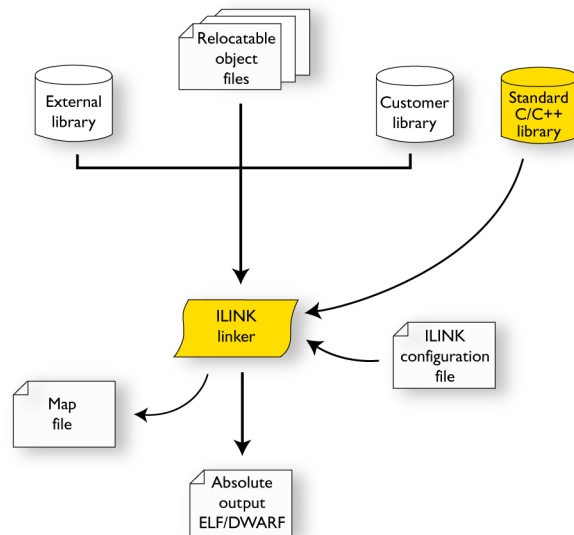 Relocatable
object
files
External
library
Customer
library
Standard
C/C++
library
ILINK
linker
ILINK
configuration
file
Map
file
Absolute
output
ELF/DWARF